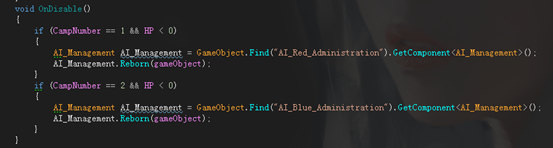 void OnDisable()
{
if (CampNumber == 1 && HP < 0)
{
AI_Management AI_Management = GameObject.Find("AI_Red_Administration").GetComponent<AI_Management>();
AI_Management.Reborn(gameObject);
}
if (CampNumber == 2 && HP < 0)
{
AI_Management AI_Management = GameObject.Find("AI_Blue_Administration").GetComponent<AI_Management>();
AI_Management.Reborn(gameObject);
}
}